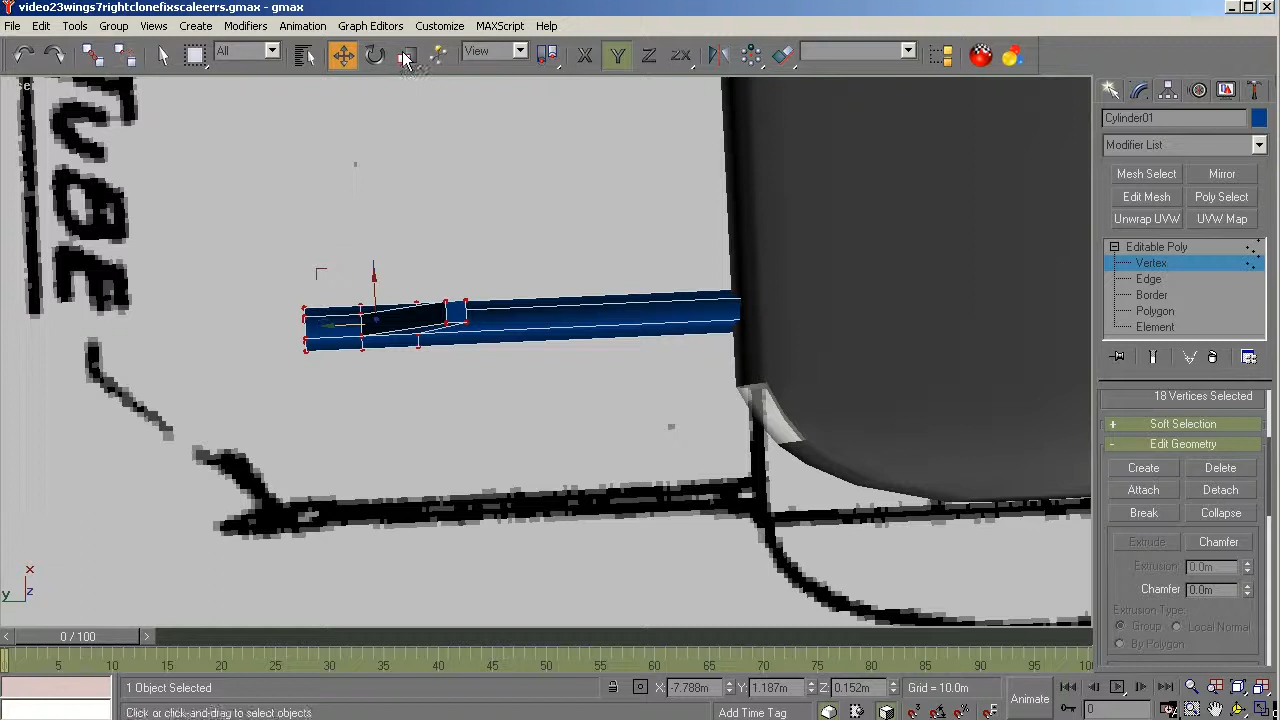 video23wings7rightclonefixscaleerrs.gmax - gmax
File Edit Tools Group Views Create Modifiers Animation Graph Editors Customize MAXScript Help
All View X Y Z ZX
TUBE
Cylinder01
Modifier List
Mesh Select Mirror
Edit Mesh Poly Select
Unwrap UVW UVW Map
Editable Poly
Vertex
Edge
Border
Polygon
Element
18 Vertices Selected
+ Soft Selection
- Edit Geometry
Create Delete
Attach Detach
Break Collapse
Extrude Chamfer
Extrusion: 0.0m
Chamfer 0.0m
Extrusion Type:
Group Local Normal
By Polygon
x
y z
< 0 / 100 >
5 10 15 20 25 30 35 40 45 50 55 60 65 70 75 80 85 90 95
1 Object Selected X: -7.788m Y: 1.187m Z: 0.152m Grid = 10.0m Animate
Click or click-and-drag to select objects Add Time Tag 0